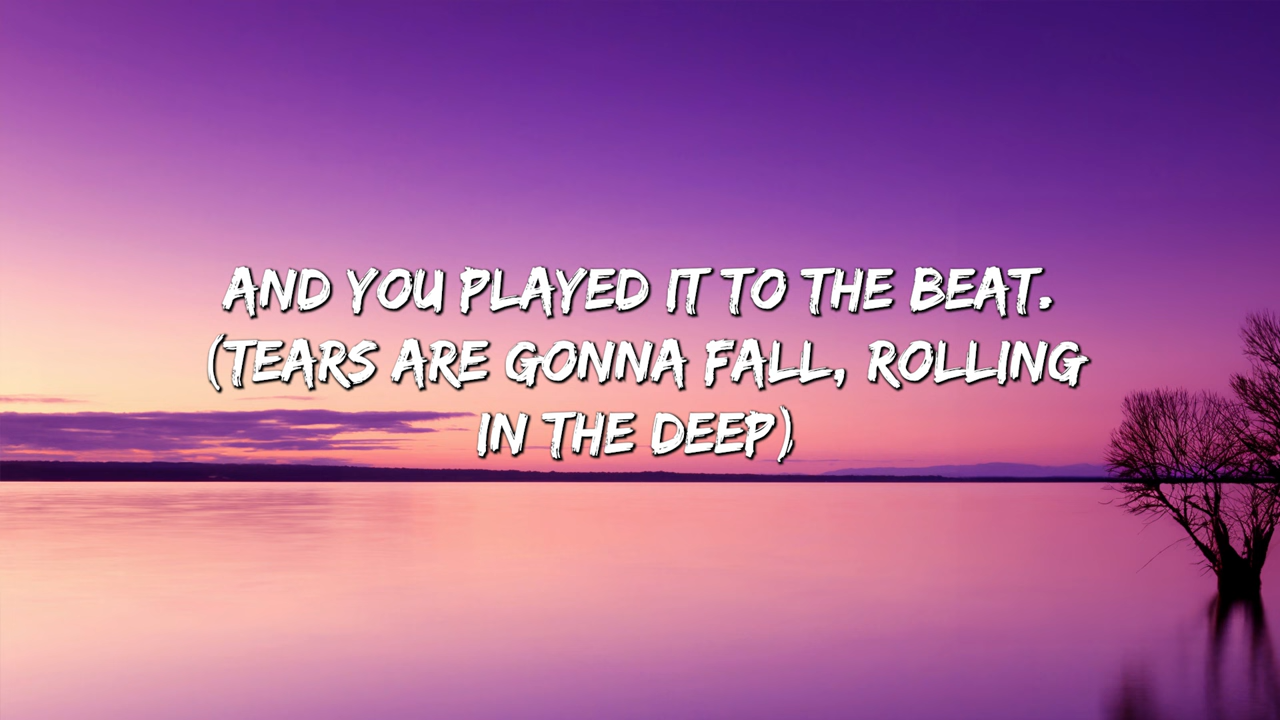 AND YOU PLAYED IT TO THE BEAT.
(TEARS ARE GONNA FALL, ROLLING
IN THE DEEP)